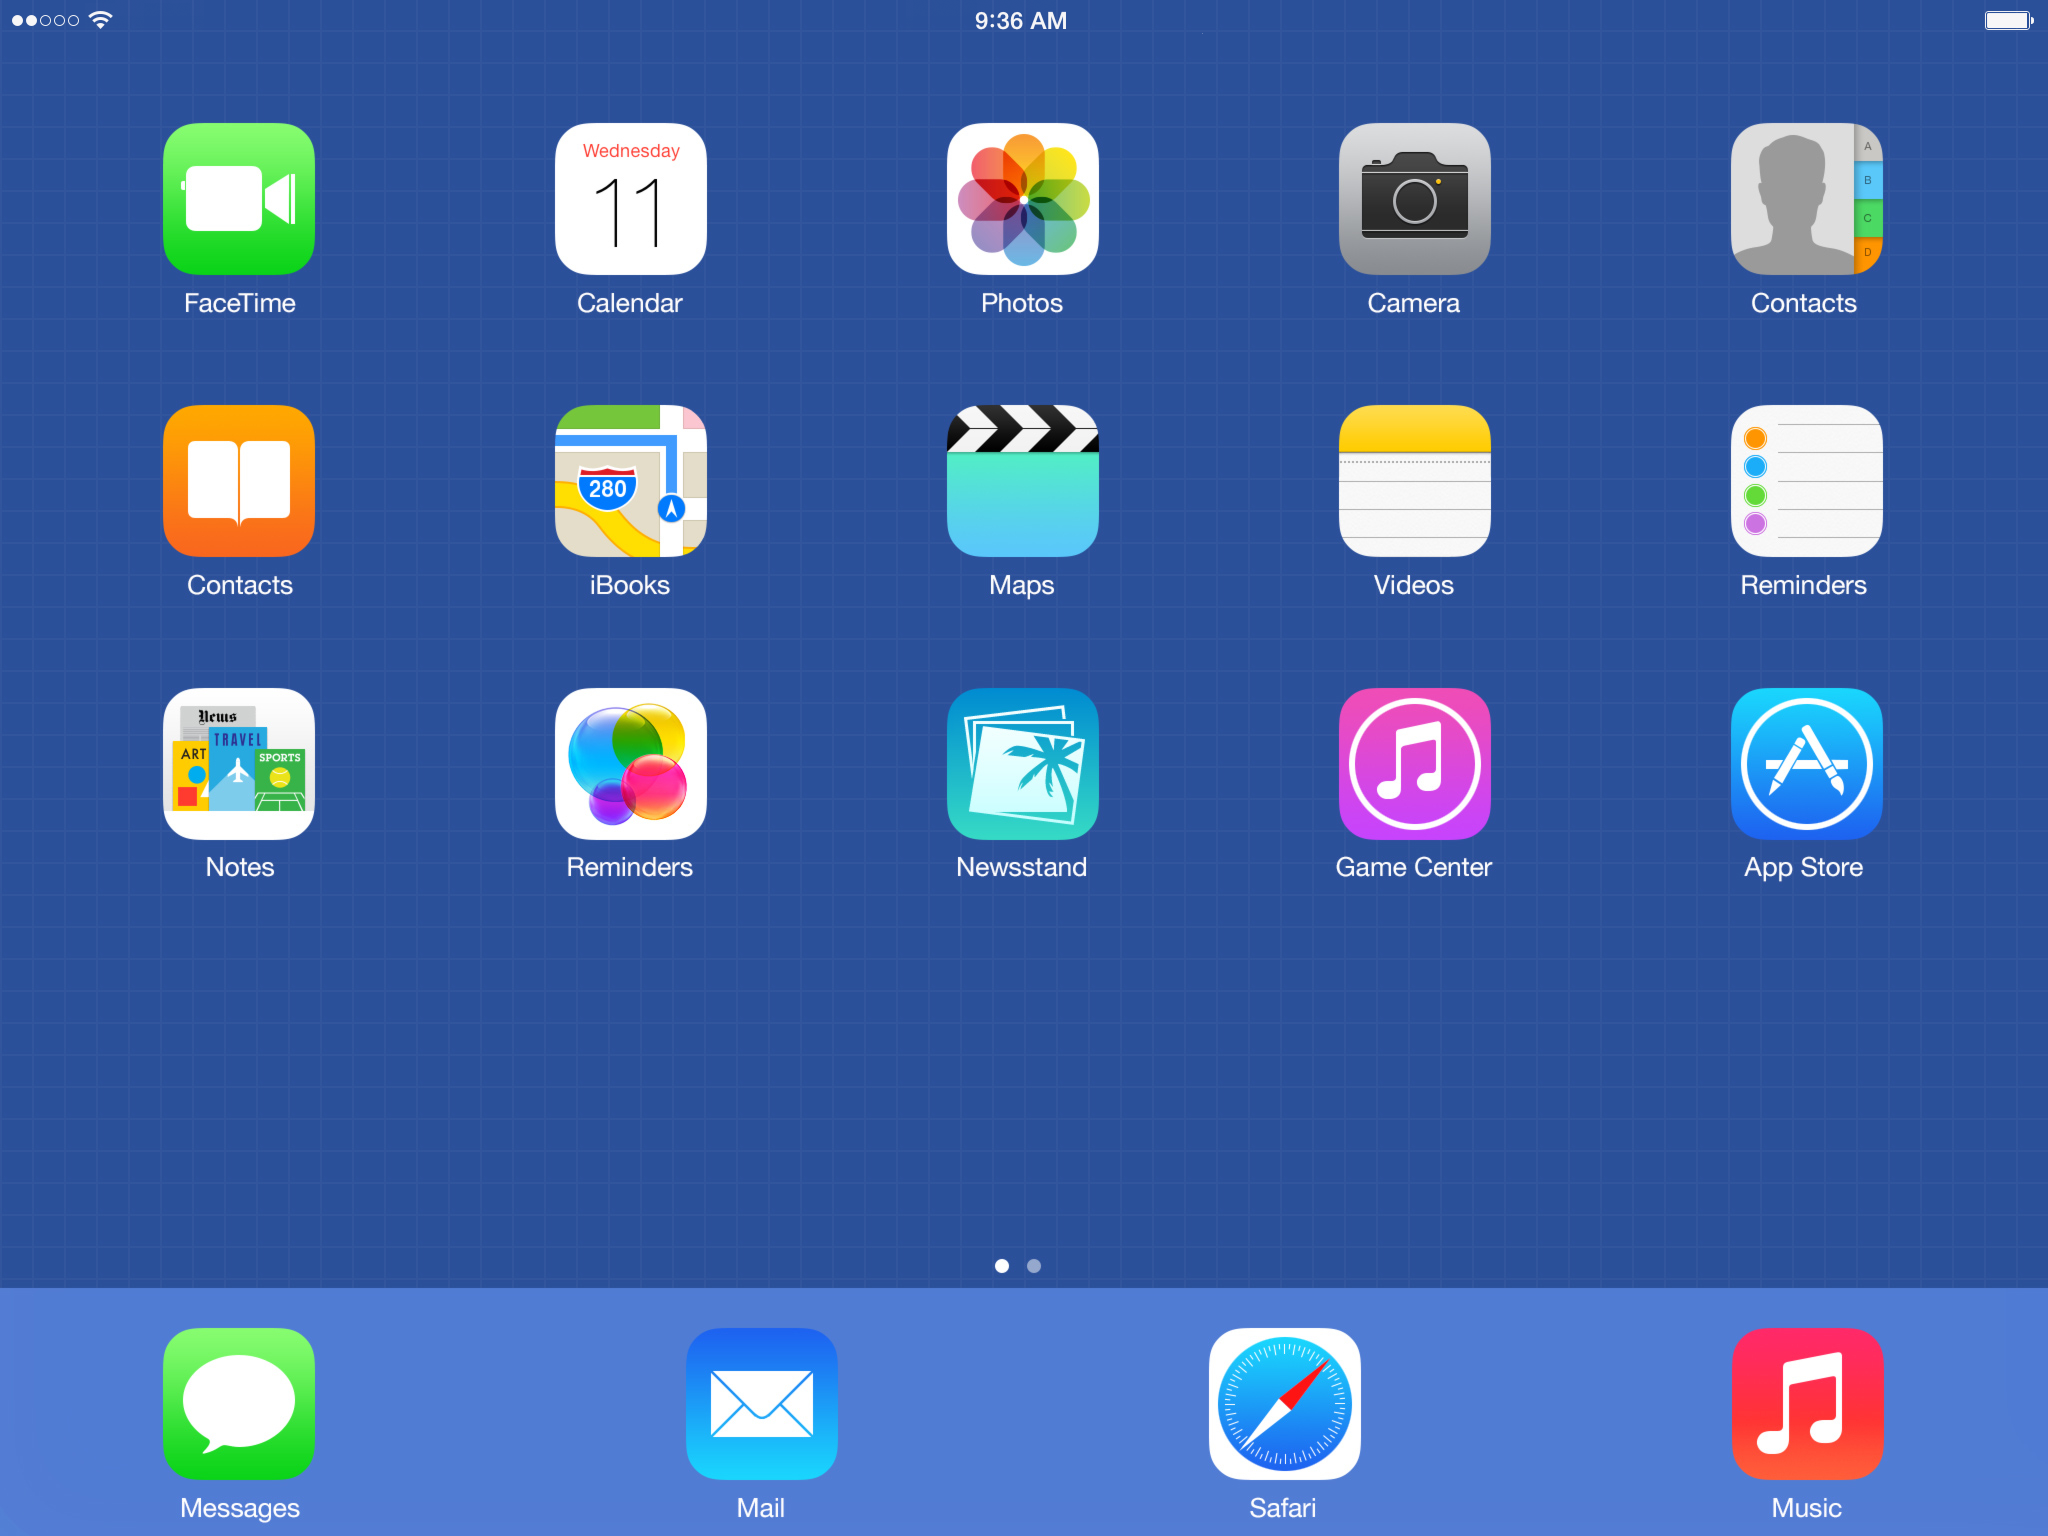 9:36 AM
Wednesday
11
A
B
C
D
FaceTime
Calendar
Photos
Camera
Contacts
280
Contacts
iBooks
Maps
Videos
Reminders
News
TRAVEL
ART
SPORTS
Notes
Reminders
Newsstand
Game Center
App Store
Messages
Mail
Safari
Music